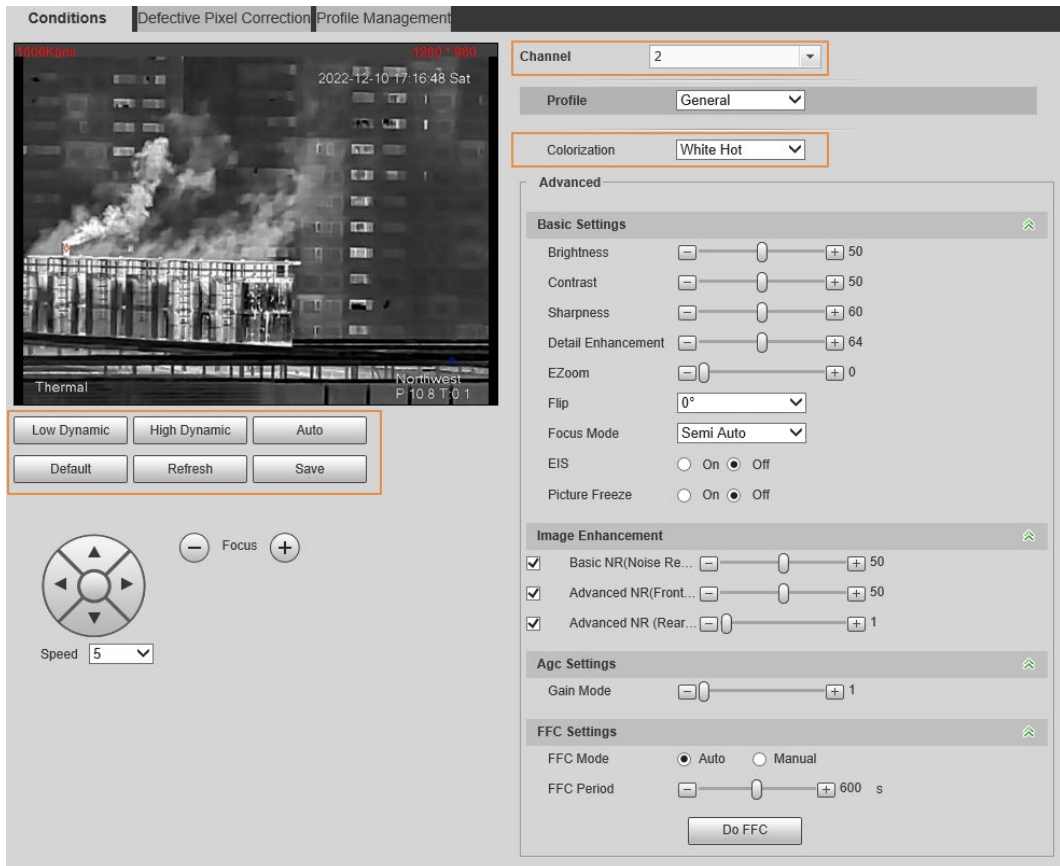 Conditions
Defective Pixel Correction
Profile Management
1600Kbps
1280 * 960
2022-12-10 17:16:48 Sat
Thermal
Northwest
P:10.8 T:0.1
Low Dynamic
High Dynamic
Auto
Default
Refresh
Save
Focus
Speed 5
Channel 2
Profile General
Colorization White Hot
Advanced
Basic Settings
Brightness 50
Contrast 50
Sharpness 60
Detail Enhancement 64
EZoom 0
Flip 0°
Focus Mode Semi Auto
EIS On Off
Picture Freeze On Off
Image Enhancement
Basic NR(Noise Re... 50
Advanced NR(Front... 50
Advanced NR (Rear... 1
Agc Settings
Gain Mode 1
FFC Settings
FFC Mode Auto Manual
FFC Period 600 s
Do FFC